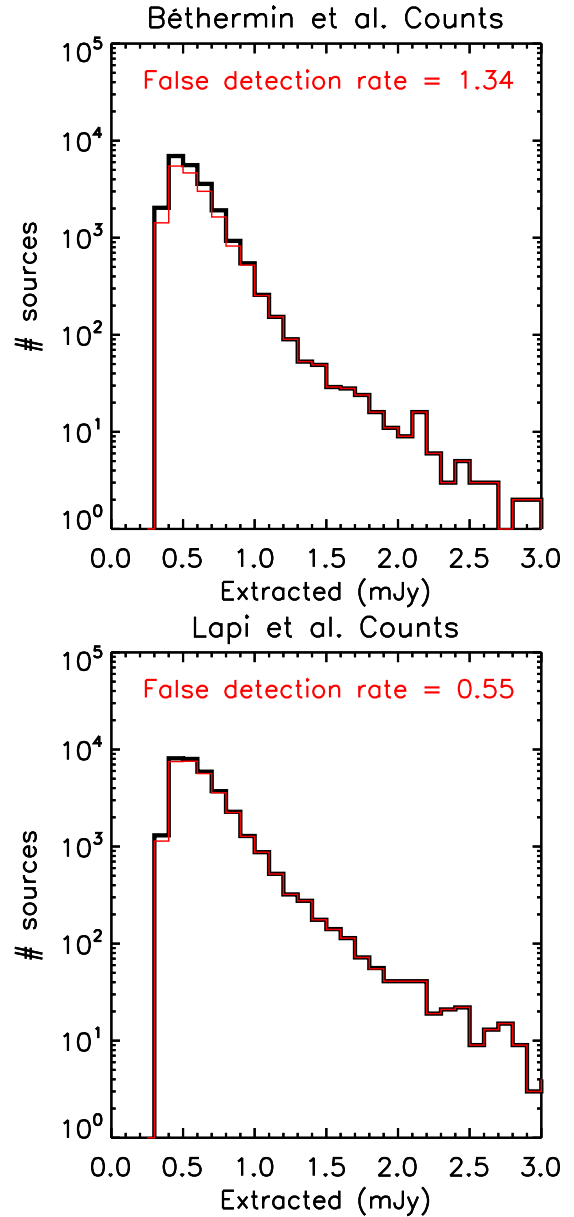 Béthermin et al. Counts
False detection rate = 1.34
10^5
10^4
10^3
10^2
10^1
10^0
# sources
0.0 0.5 1.0 1.5 2.0 2.5 3.0
Extracted (mJy)
Lapi et al. Counts
False detection rate = 0.55
10^5
10^4
10^3
10^2
10^1
10^0
# sources
0.0 0.5 1.0 1.5 2.0 2.5 3.0
Extracted (mJy)